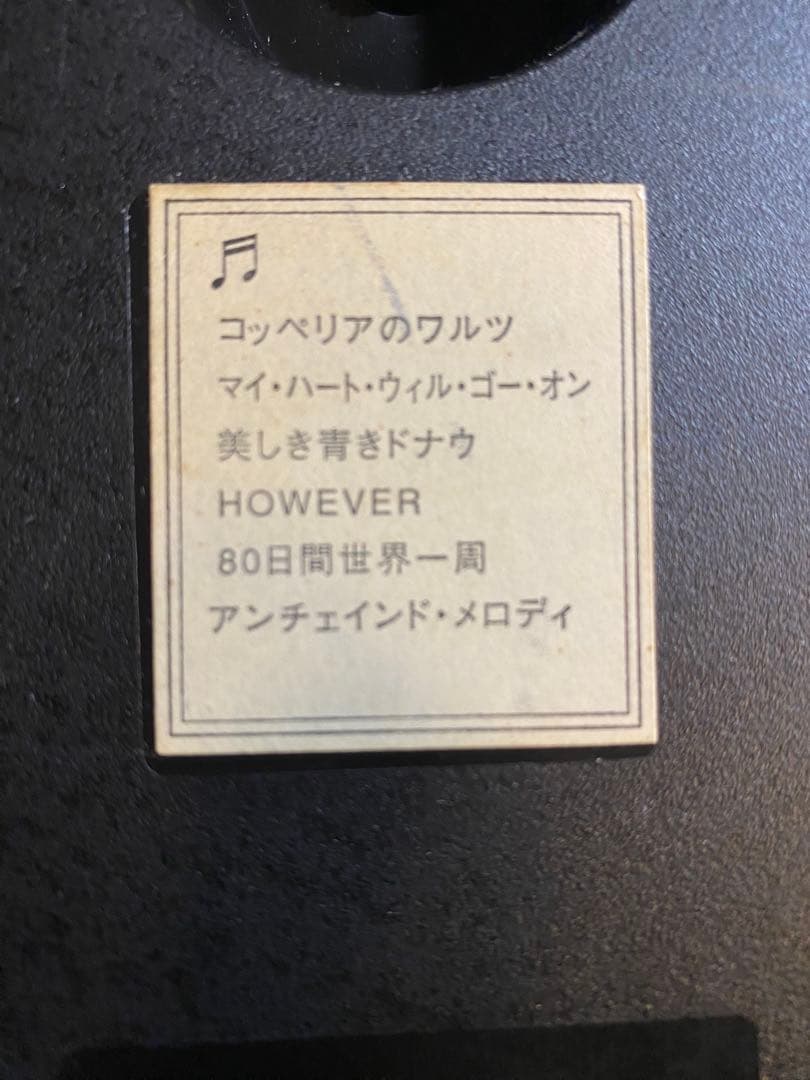 コッペリアのワルツ
マイ・ハート・ウィル・ゴー・オン
美しき青きドナウ
HOWEVER
80日間世界一周
アンチェインド・メロディ